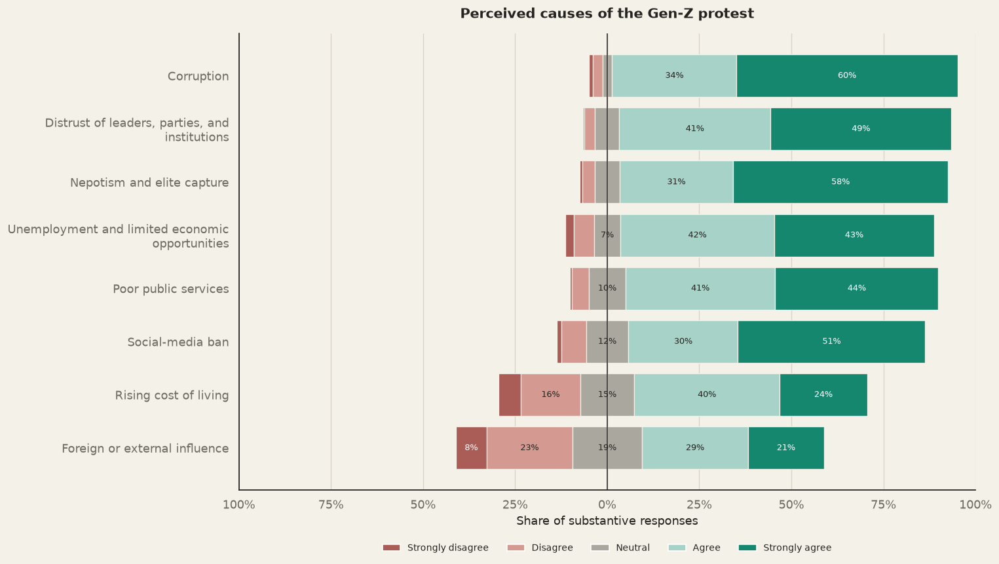 Perceived causes of the Gen-Z protest
Corruption
34%
60%
Distrust of leaders, parties, and
institutions
41%
49%
Nepotism and elite capture
31%
58%
Unemployment and limited economic
opportunities
7%
42%
43%
Poor public services
10%
41%
44%
Social-media ban
12%
30%
51%
Rising cost of living
16%
15%
40%
24%
Foreign or external influence
8%
23%
19%
29%
21%
100%
75%
50%
25%
0%
25%
50%
75%
100%
Share of substantive responses
Strongly disagree
Disagree
Neutral
Agree
Strongly agree